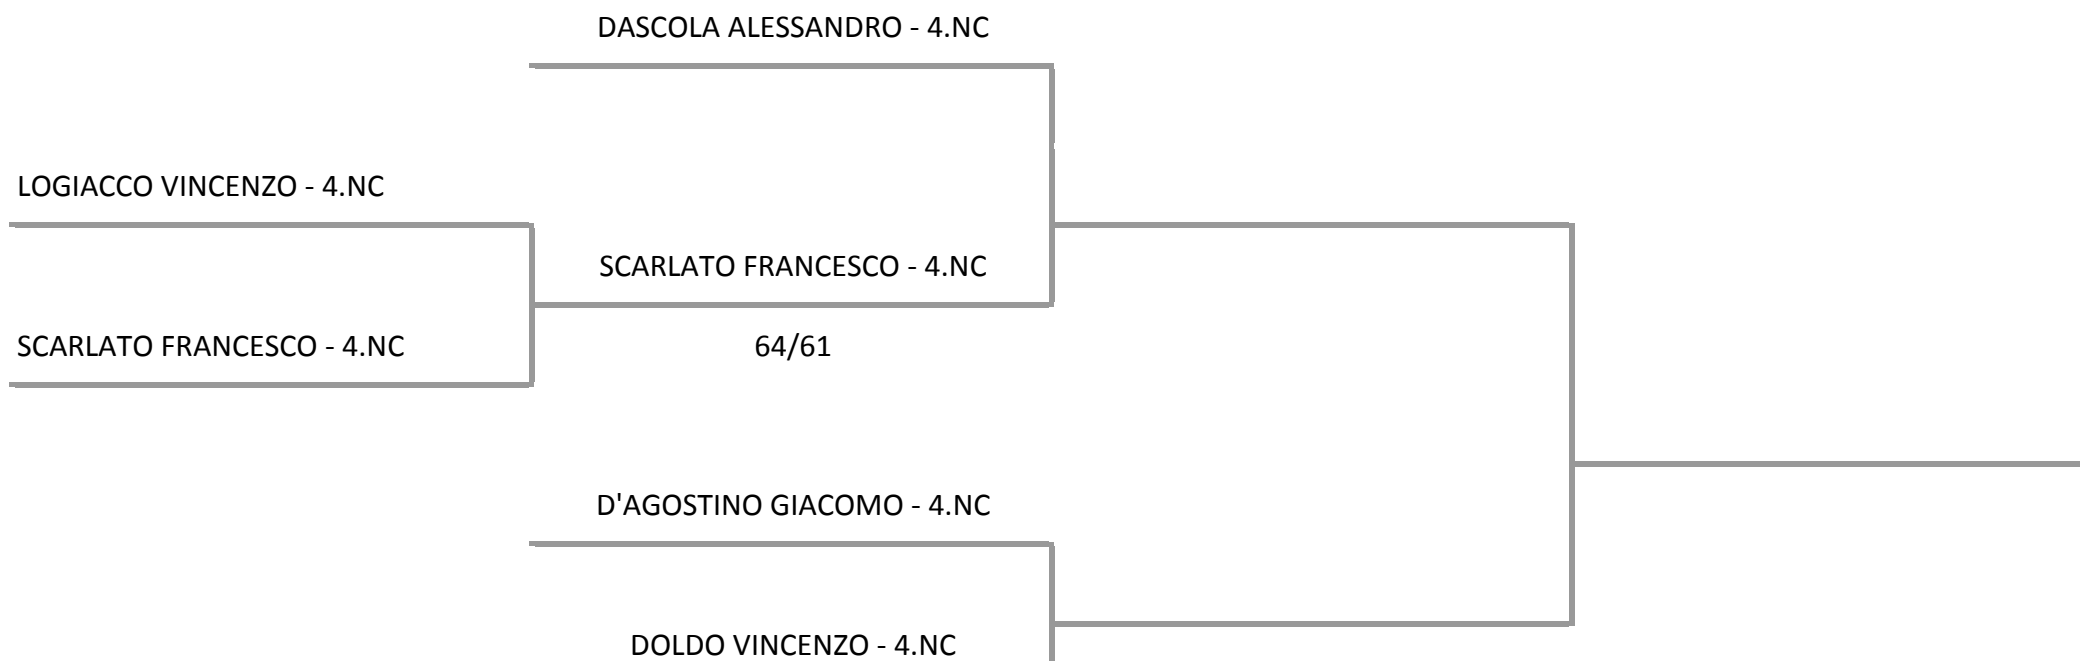 DASCOLA ALESSANDRO - 4.NC
LOGIACCO VINCENZO - 4.NC
SCARLATO FRANCESCO - 4.NC
SCARLATO FRANCESCO - 4.NC
64/61
D'AGOSTINO GIACOMO - 4.NC
DOLDO VINCENZO - 4.NC